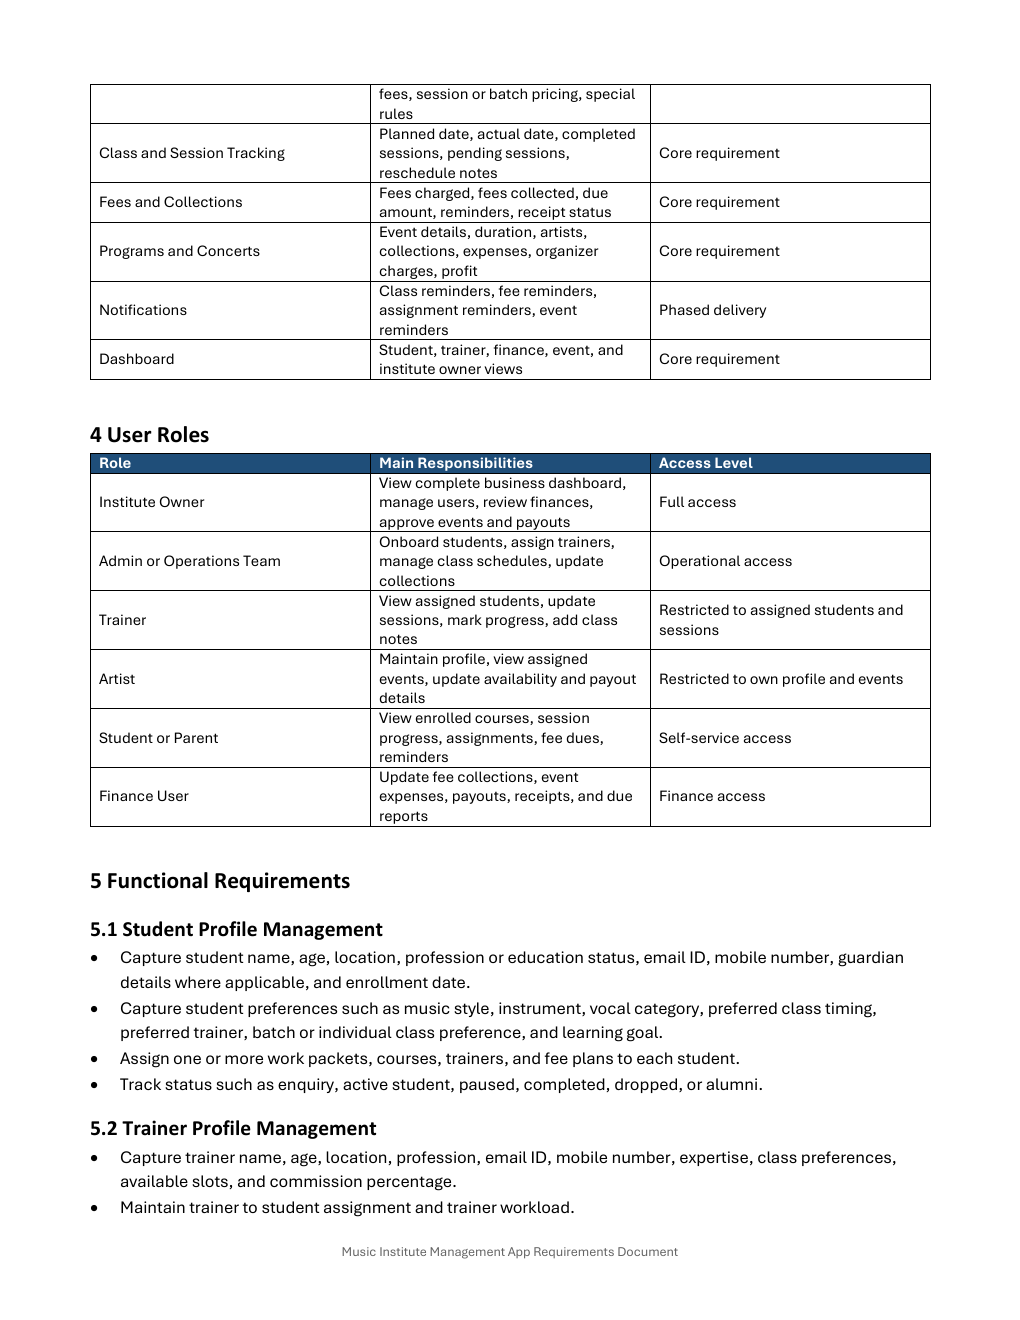 fees, session or batch pricing, special
rules
Class and Session Tracking
Planned date, actual date, completed
sessions, pending sessions,
reschedule notes
Core requirement
Fees and Collections
Fees charged, fees collected, due
amount, reminders, receipt status
Core requirement
Programs and Concerts
Event details, duration, artists,
collections, expenses, organizer
charges, profit
Core requirement
Notifications
Class reminders, fee reminders,
assignment reminders, event
reminders
Phased delivery
Dashboard
Student, trainer, finance, event, and
institute owner views
Core requirement
4 User Roles
Role
Main Responsibilities
Access Level
Institute Owner
View complete business dashboard,
manage users, review finances,
approve events and payouts
Full access
Admin or Operations Team
Onboard students, assign trainers,
manage class schedules, update
collections
Operational access
Trainer
View assigned students, update
sessions, mark progress, add class
notes
Restricted to assigned students and
sessions
Artist
Maintain profile, view assigned
events, update availability and payout
details
Restricted to own profile and events
Student or Parent
View enrolled courses, session
progress, assignments, fee dues,
reminders
Self-service access
Finance User
Update fee collections, event
expenses, payouts, receipts, and due
reports
Finance access
5 Functional Requirements
5.1 Student Profile Management
• Capture student name, age, location, profession or education status, email ID, mobile number, guardian
details where applicable, and enrollment date.
• Capture student preferences such as music style, instrument, vocal category, preferred class timing,
preferred trainer, batch or individual class preference, and learning goal.
• Assign one or more work packets, courses, trainers, and fee plans to each student.
• Track status such as enquiry, active student, paused, completed, dropped, or alumni.
5.2 Trainer Profile Management
• Capture trainer name, age, location, profession, email ID, mobile number, expertise, class preferences,
available slots, and commission percentage.
• Maintain trainer to student assignment and trainer workload.
Music Institute Management App Requirements Document